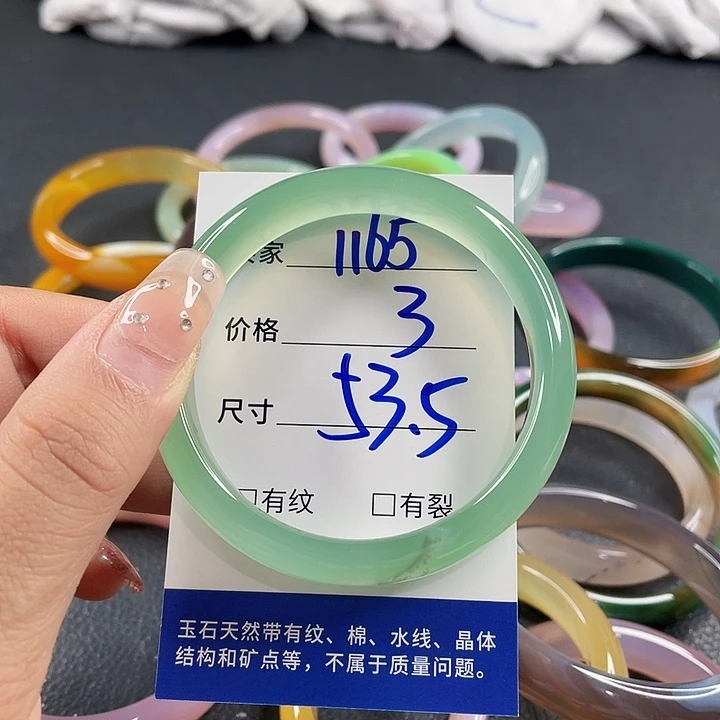 家 1165
价格 3
尺寸 53.5
□有纹 □有裂
玉石天然带有纹、棉、水线、晶体
结构和矿点等，不属于质量问题。